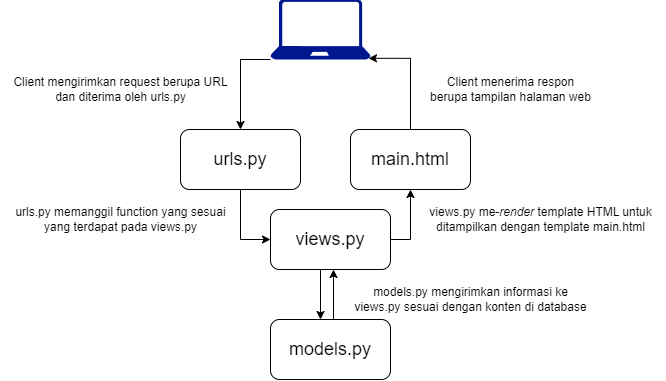 Client mengirimkan request berupa URL
dan diterima oleh urls.py
Client menerima respon
berupa tampilan halaman web
urls.py
main.html
urls.py memanggil function yang sesuai
yang terdapat pada views.py
views.py me-render template HTML untuk
ditampilkan dengan template main.html
views.py
models.py mengirimkan informasi ke
views.py sesuai dengan konten di database
models.py